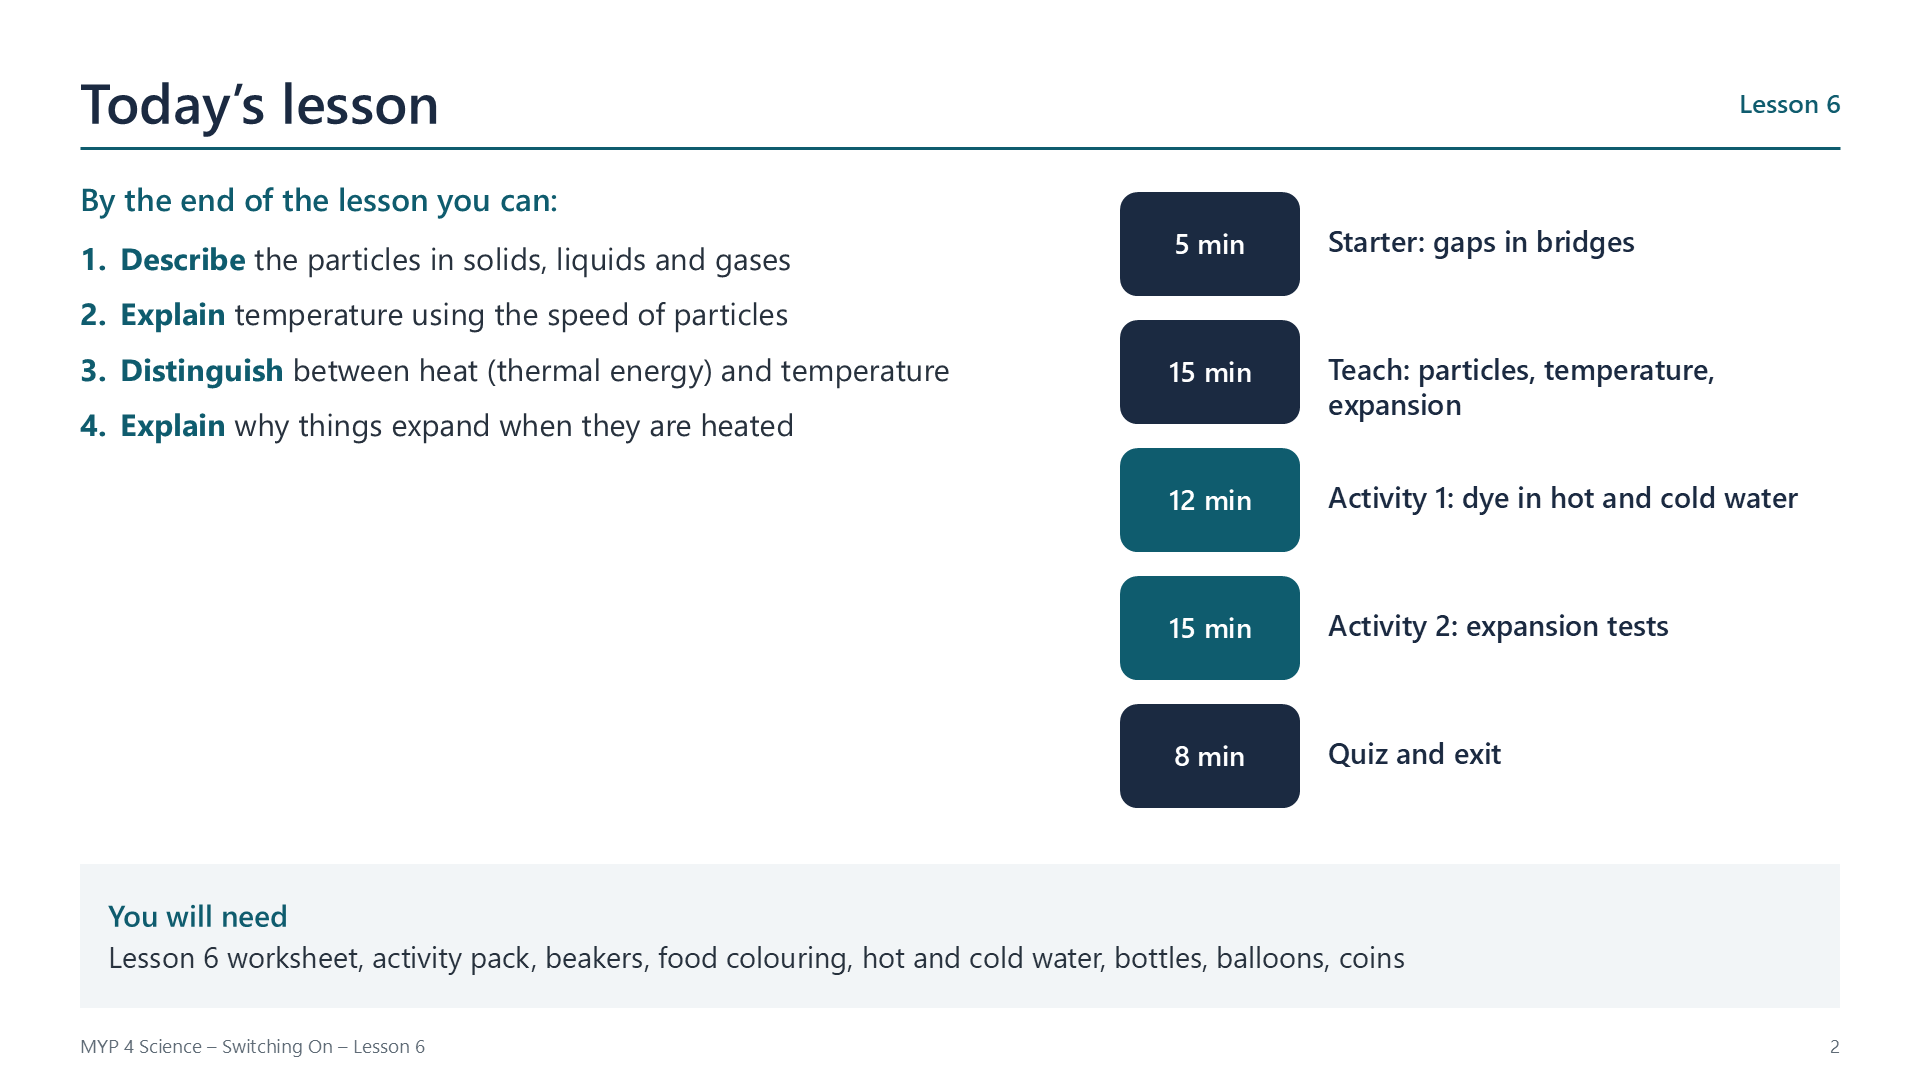 Today’s lesson
Lesson 6
By the end of the lesson you can:
1. Describe the particles in solids, liquids and gases
2. Explain temperature using the speed of particles
3. Distinguish between heat (thermal energy) and temperature
4. Explain why things expand when they are heated
5 min
Starter: gaps in bridges
15 min
Teach: particles, temperature,
expansion
12 min
Activity 1: dye in hot and cold water
15 min
Activity 2: expansion tests
8 min
Quiz and exit
You will need
Lesson 6 worksheet, activity pack, beakers, food colouring, hot and cold water, bottles, balloons, coins
MYP 4 Science – Switching On – Lesson 6
2